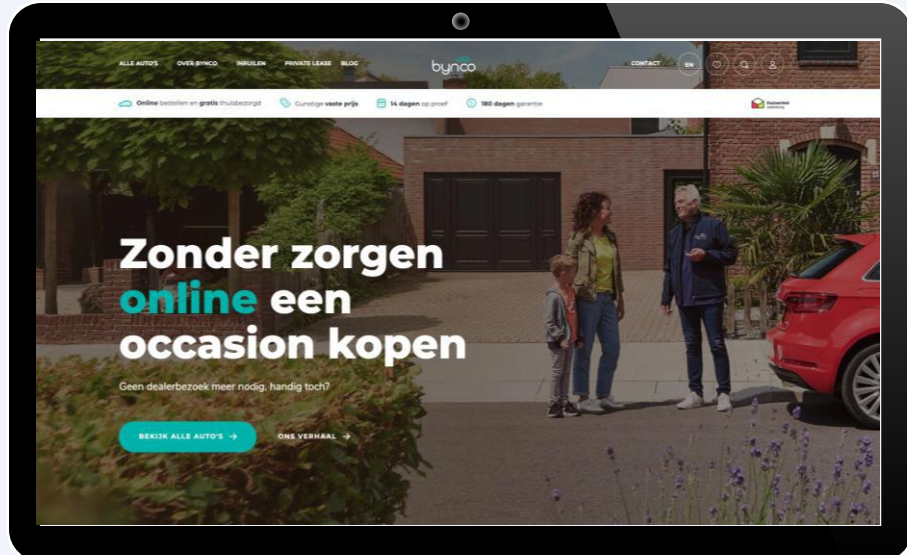 ALLE AUTO'S
OVER BYNCO
INRUILEN
PRIVATE LEASE
BLOG
bynco
CONTACT
EN
Online bestellen en gratis thuisbezorgd
Gunstige vaste prijs
14 dagen op proef
180 dagen garantie
Thuiswinkel
Zonder zorgen
online een
occasion kopen
Geen dealerbezoek meer nodig, handig toch?
BEKIJK ALLE AUTO'S →
ONS VERHAAL →